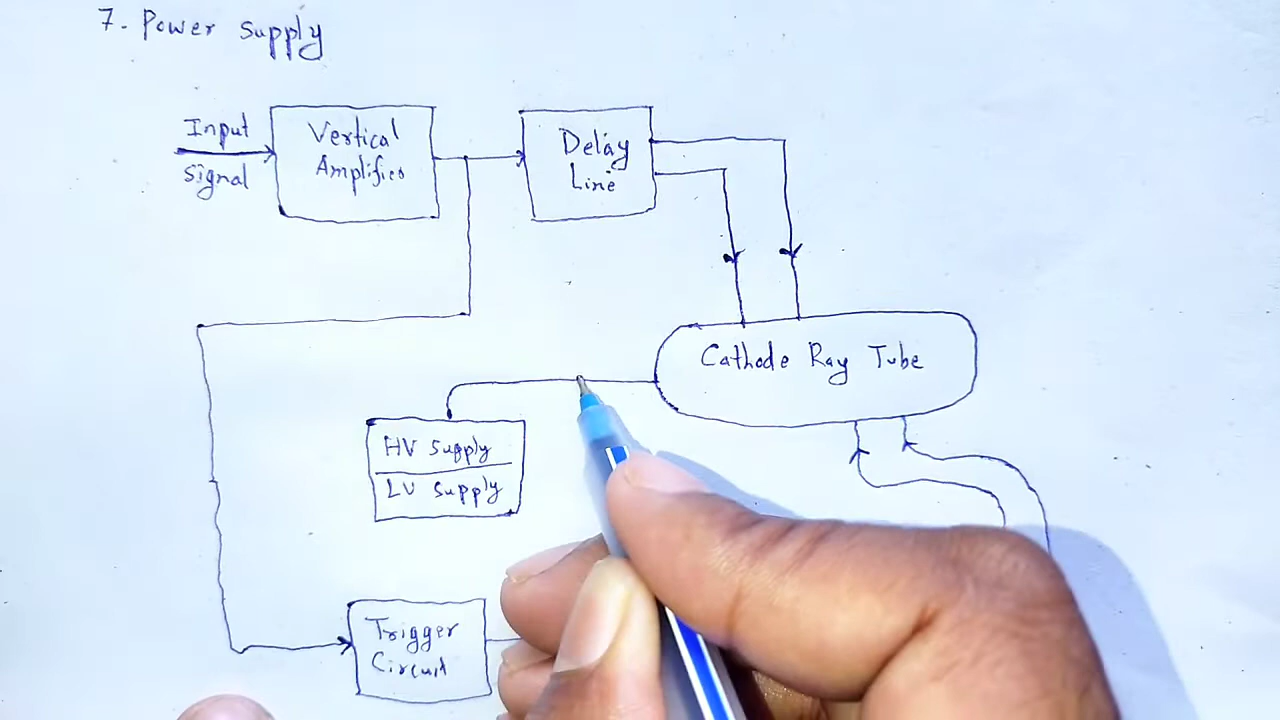 7. Power supply
Input
Signal
Vertical
Amplifier
Delay
Line
Cathode Ray Tube
HV supply
LV supply
Trigger
Circuit